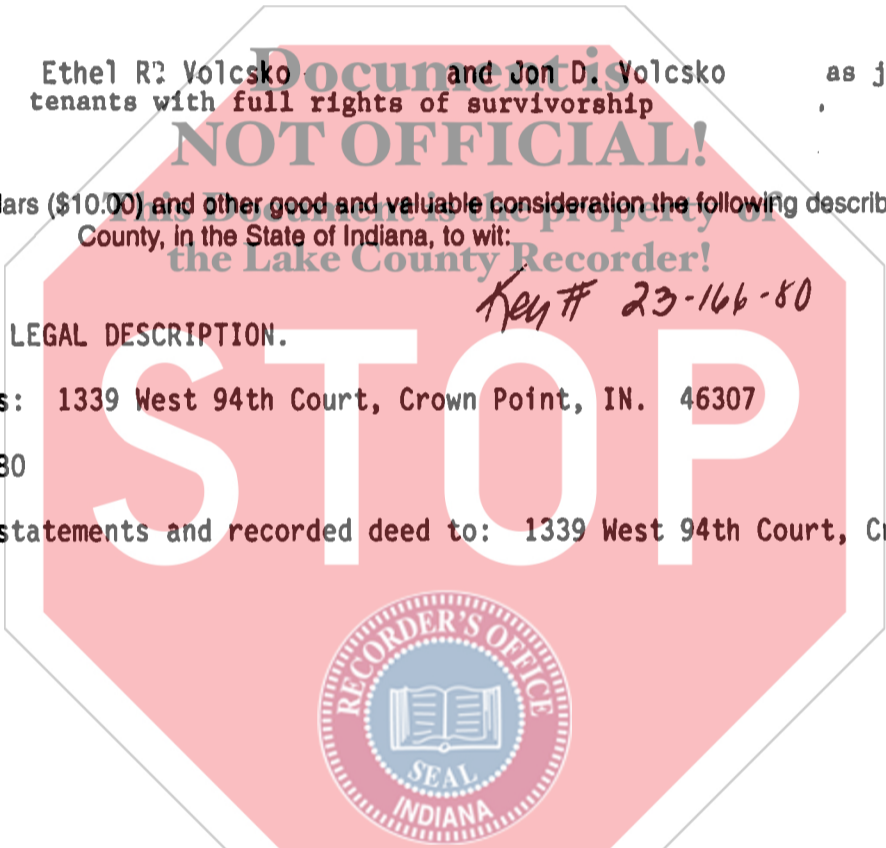 Document is
Ethel R. Volcsko and Jon D. Volcsko as j
tenants with full rights of survivorship
NOT OFFICIAL!
This Document is the property of
lars ($10.00) and other good and valuable consideration the following describ
County, in the State of Indiana, to wit:
the Lake County Recorder!
Key # 23-166-80
LEGAL DESCRIPTION.
s: 1339 West 94th Court, Crown Point, IN. 46307
80
statements and recorded deed to: 1339 West 94th Court, Cr
STOP
RECORDER'S OFFICE
SEAL
INDIANA